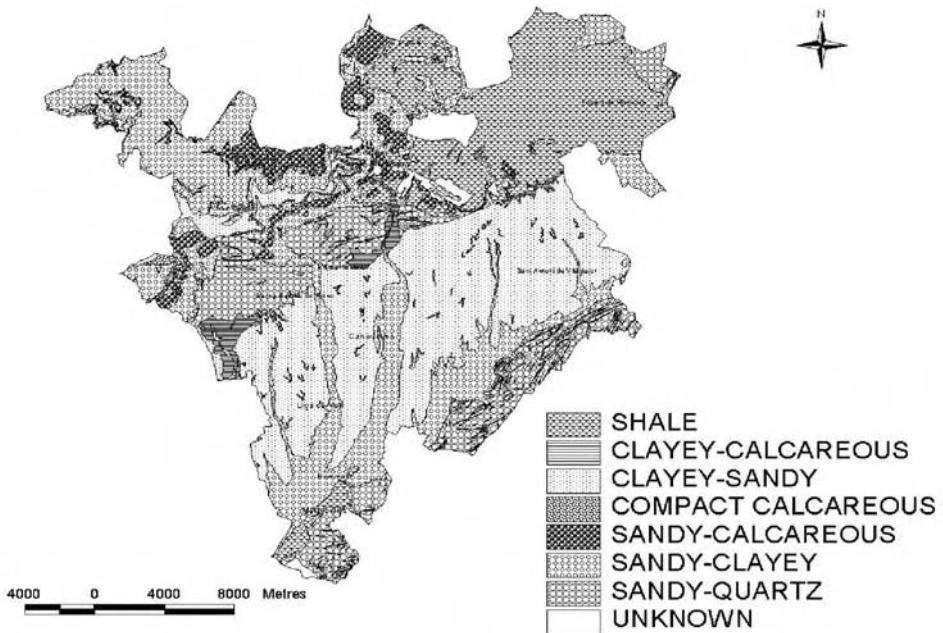 N
SHALE
CLAYEY-CALCAREOUS
CLAYEY-SANDY
COMPACT CALCAREOUS
SANDY-CALCAREOUS
SANDY-CLAYEY
SANDY-QUARTZ
UNKNOWN
4000 0 4000 8000 Metres